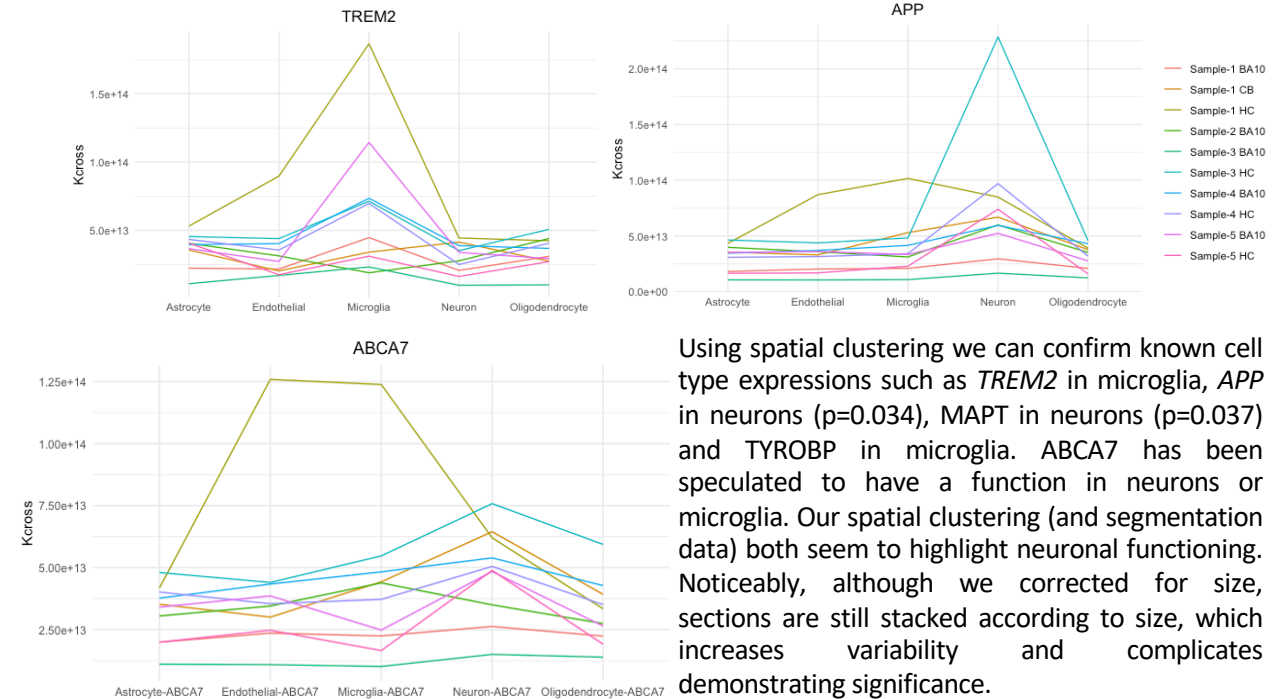 TREM2
Kcross
1.5e+14
1.0e+14
5.0e+13
Astrocyte Endothelial Microglia Neuron Oligodendrocyte
APP
Kcross
2.0e+14
1.5e+14
1.0e+14
5.0e+13
0.0e+00
Astrocyte Endothelial Microglia Neuron Oligodendrocyte
Sample-1 BA10
Sample-1 CB
Sample-1 HC
Sample-2 BA10
Sample-3 BA10
Sample-3 HC
Sample-4 BA10
Sample-4 HC
Sample-5 BA10
Sample-5 HC
ABCA7
Kcross
1.25e+14
1.00e+14
7.50e+13
5.00e+13
2.50e+13
Astrocyte-ABCA7 Endothelial-ABCA7 Microglia-ABCA7 Neuron-ABCA7 Oligodendrocyte-ABCA7
Using spatial clustering we can confirm known cell
type expressions such as TREM2 in microglia, APP
in neurons (p=0.034), MAPT in neurons (p=0.037)
and TYROBP in microglia. ABCA7 has been
speculated to have a function in neurons or
microglia. Our spatial clustering (and segmentation
data) both seem to highlight neuronal functioning.
Noticeably, although we corrected for size,
sections are still stacked according to size, which
increases variability and complicates
demonstrating significance.